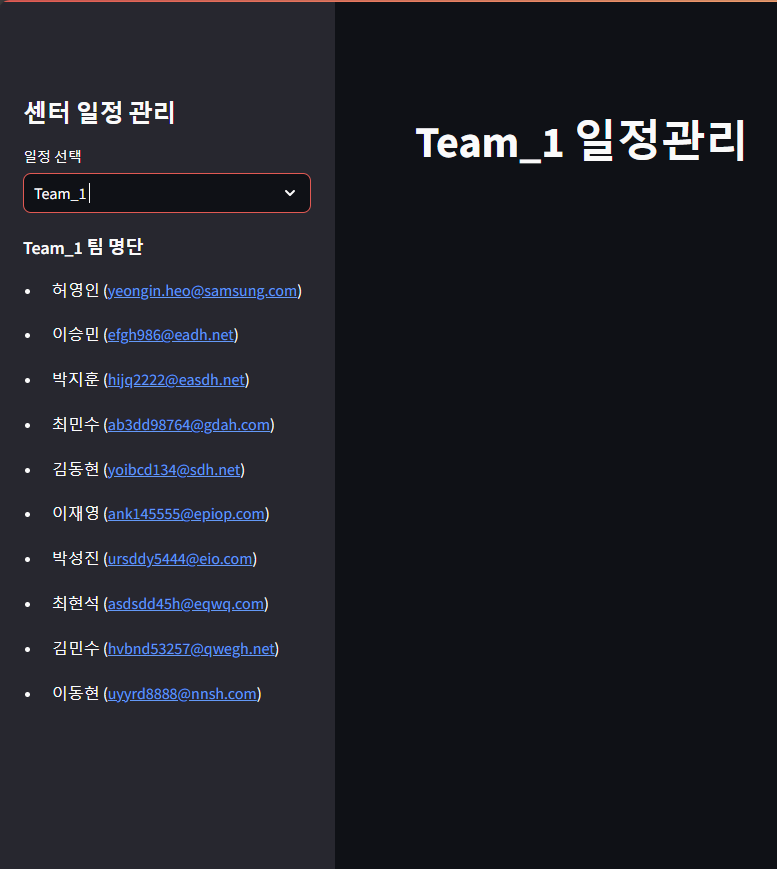 센터 일정 관리
일정 선택
Team_1
Team_1 팀 명단
• 허영인 (yeongin.heo@samsung.com)
• 이승민 (efgh986@eadh.net)
• 박지훈 (hijq2222@easdh.net)
• 최민수 (ab3dd98764@gdah.com)
• 김동현 (yoibcd134@sdh.net)
• 이재영 (ank145555@epiop.com)
• 박성진 (ursddy5444@eio.com)
• 최현석 (asdsdd45h@eqwq.com)
• 김민수 (hvbnd53257@qwegh.net)
• 이동현 (uyyrd8888@nnsh.com)
Team_1 일정관리